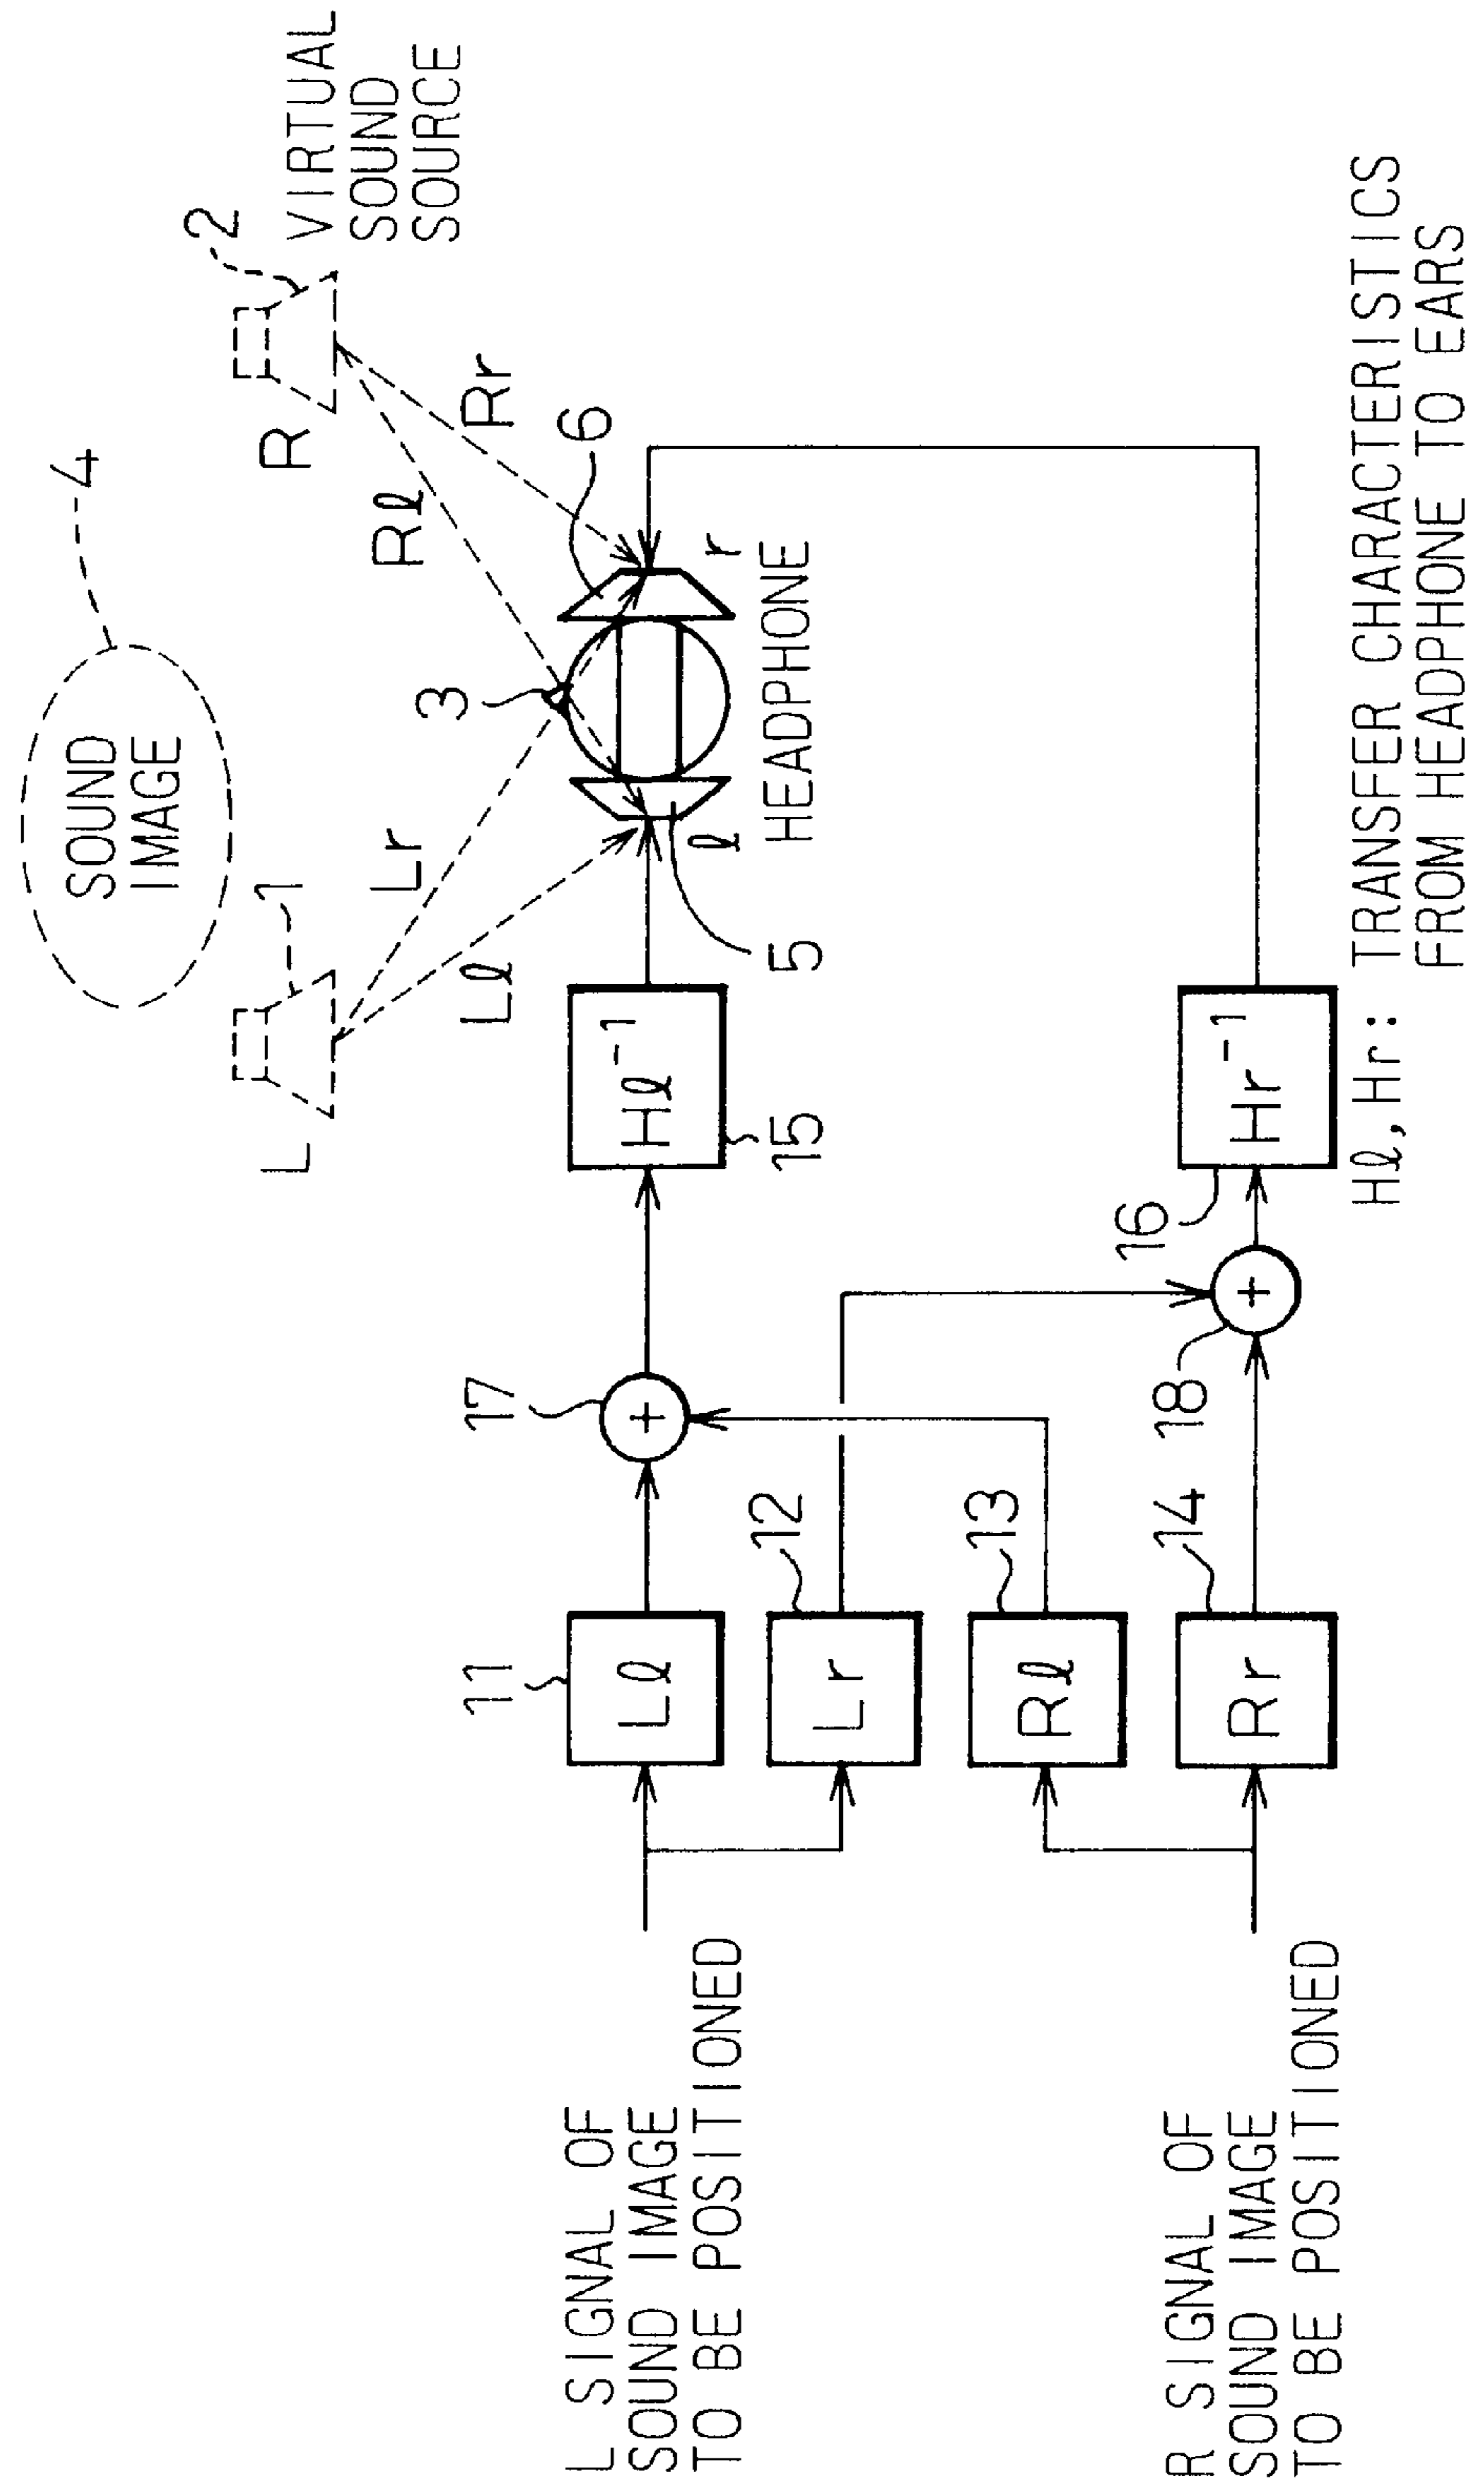 SOUND
IMAGE
4
L
1
R
2
VIRTUAL
SOUND
SOURCE
Lℓ
Lr
Rℓ
Rr
3
6
5
ℓ
r
HEADPHONE
L SIGNAL OF
SOUND IMAGE
TO BE POSITIONED
11
Lℓ
17
+
Hℓ⁻¹
15
12
Lr
13
Rℓ
R SIGNAL OF
SOUND IMAGE
TO BE POSITIONED
14
Rr
18
+
16
Hr⁻¹
Hℓ,Hr: TRANSFER CHARACTERISTICS
FROM HEADPHONE TO EARS